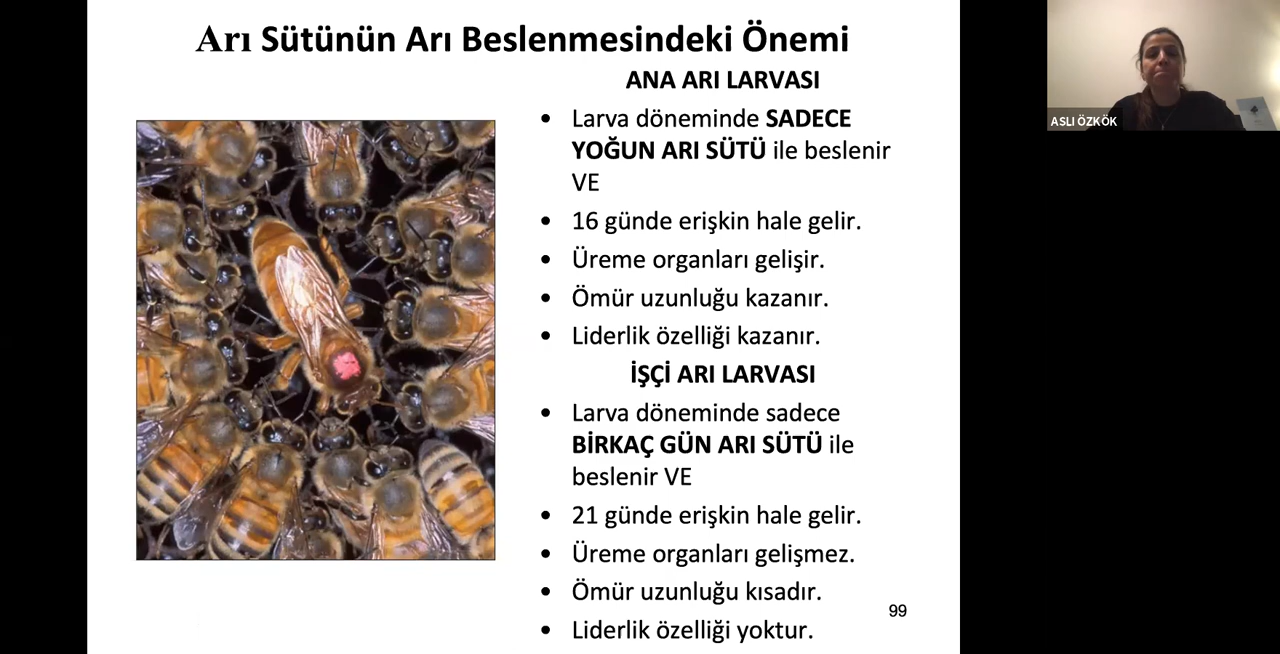 Arı Sütünün Arı Beslenmesindeki Önemi
ANA ARI LARVASI
• Larva döneminde SADECE
YOĞUN ARI SÜTÜ ile beslenir
VE
• 16 günde erişkin hale gelir.
• Üreme organları gelişir.
• Ömür uzunluğu kazanır.
• Liderlik özelliği kazanır.
İŞÇİ ARI LARVASI
• Larva döneminde sadece
BİRKAÇ GÜN ARI SÜTÜ ile
beslenir VE
• 21 günde erişkin hale gelir.
• Üreme organları gelişmez.
• Ömür uzunluğu kısadır.
• Liderlik özelliği yoktur.
99
ASLI ÖZKÖK